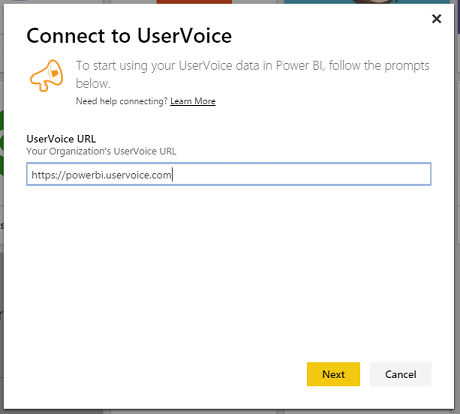 Connect to UserVoice
To start using your UserVoice data in Power BI, follow the prompts
below.
Need help connecting? Learn More
UserVoice URL
Your Organization's UserVoice URL
https://powerbi.uservoice.com
Next
Cancel